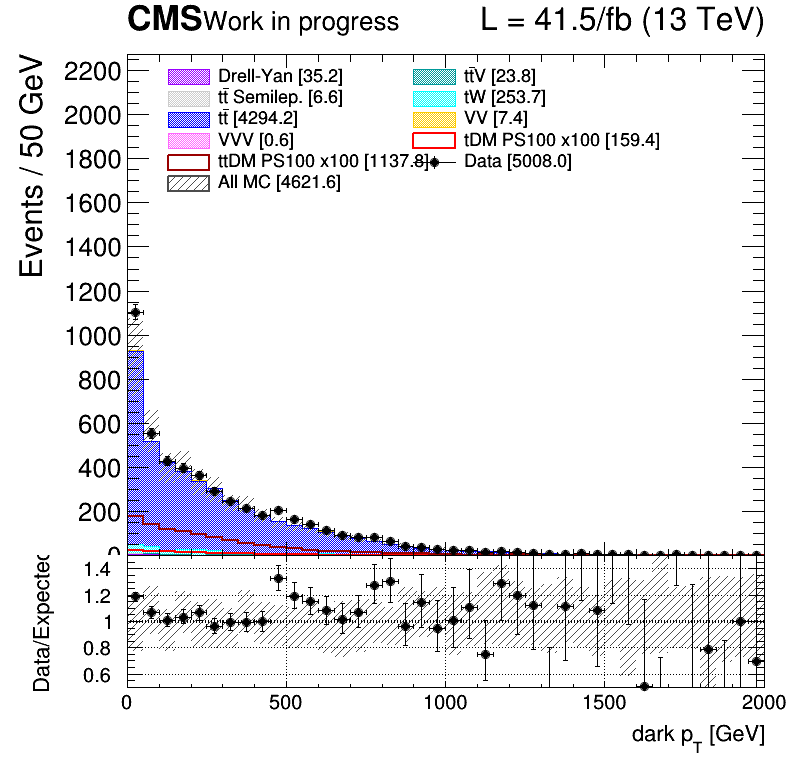 CMS Work in progress L = 41.5/fb (13 TeV)
Events / 50 GeV
2200
2000
1800
1600
1400
1200
1000
800
600
400
200
0
Drell-Yan [35.2]
tt̄V [23.8]
tt̄ Semilep. [6.6]
tW [253.7]
tt̄ [4294.2]
VV [7.4]
VVV [0.6]
tDM PS100 x100 [159.4]
ttDM PS100 x100 [1137.8]
Data [5008.0]
All MC [4621.6]
Data/Expected
1.4
1.2
1
0.8
0.6
0 500 1000 1500 2000
dark p_T [GeV]